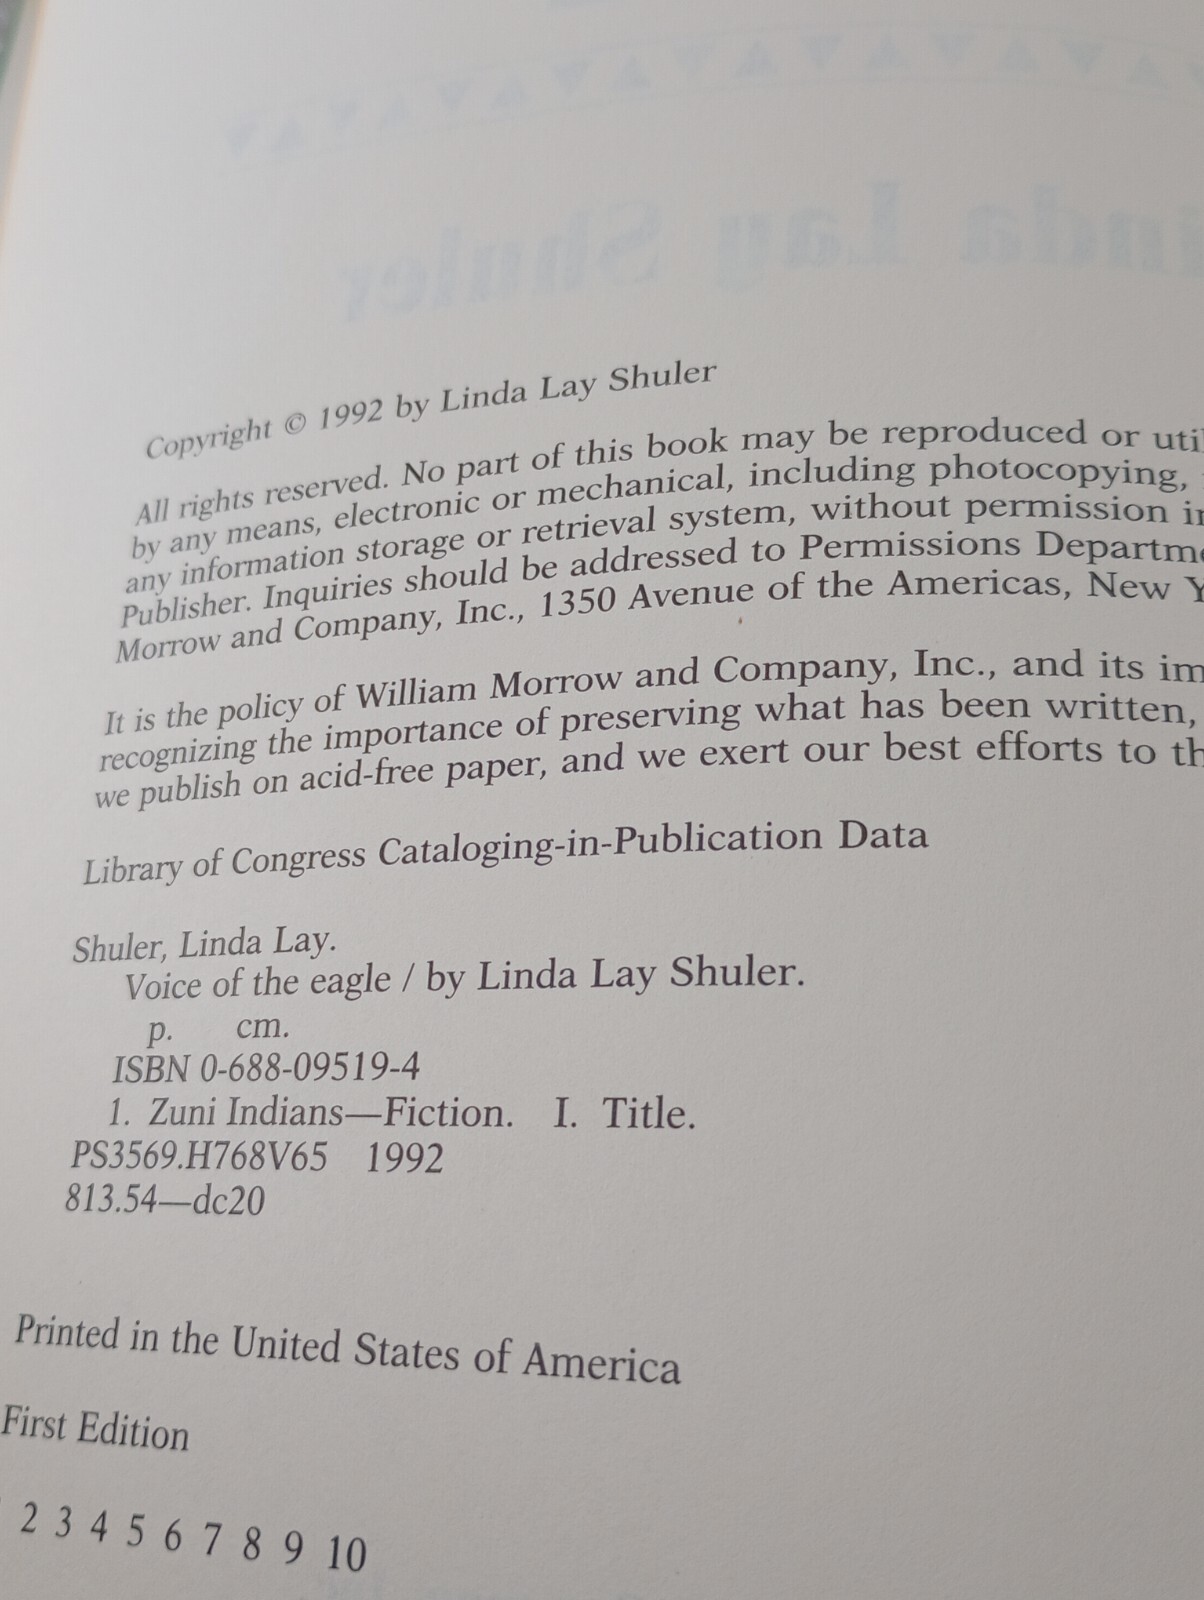 Linda Lay Shuler
Copyright © 1992 by Linda Lay Shuler
All rights reserved. No part of this book may be reproduced or util
by any means, electronic or mechanical, including photocopying,
any information storage or retrieval system, without permission in
Publisher. Inquiries should be addressed to Permissions Departme
Morrow and Company, Inc., 1350 Avenue of the Americas, New Y
It is the policy of William Morrow and Company, Inc., and its im
recognizing the importance of preserving what has been written,
we publish on acid-free paper, and we exert our best efforts to th
Library of Congress Cataloging-in-Publication Data
Shuler, Linda Lay.
Voice of the eagle / by Linda Lay Shuler.
p. cm.
ISBN 0-688-09519-4
1. Zuni Indians—Fiction. I. Title.
PS3569.H768V65 1992
813.54—dc20
Printed in the United States of America
First Edition
2 3 4 5 6 7 8 9 10